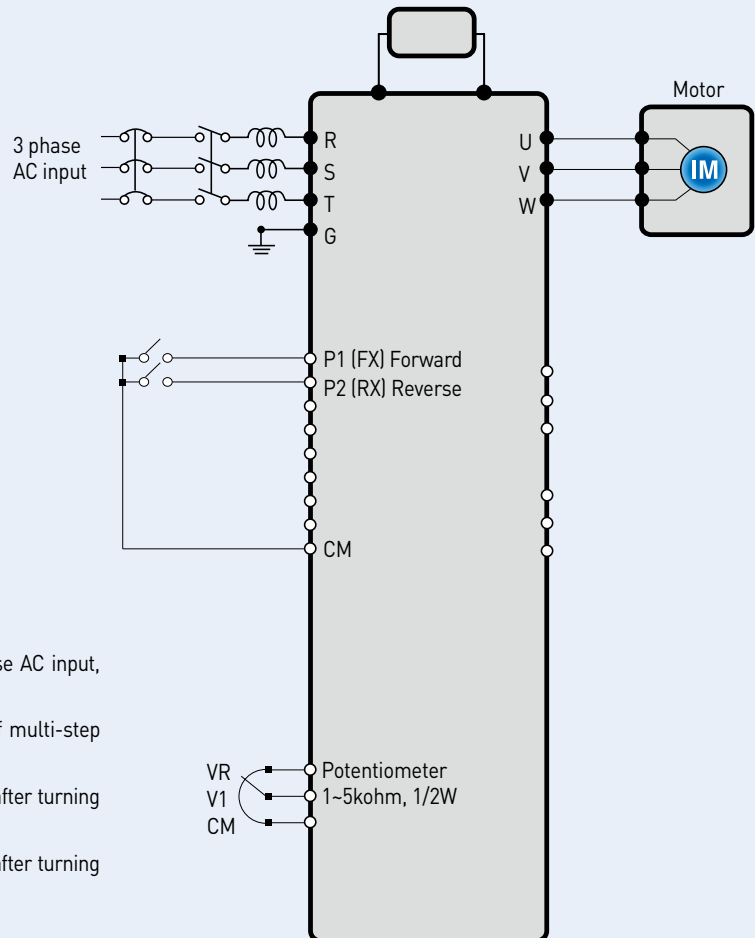 Motor
3 phase
AC input
R
S
T
G
U
V
W
IM
P1 (FX) Forward
P2 (RX) Reverse
CM
se AC input,
f multi-step
after turning
after turning
VR
V1
CM
Potentiometer
1~5kohm, 1/2W